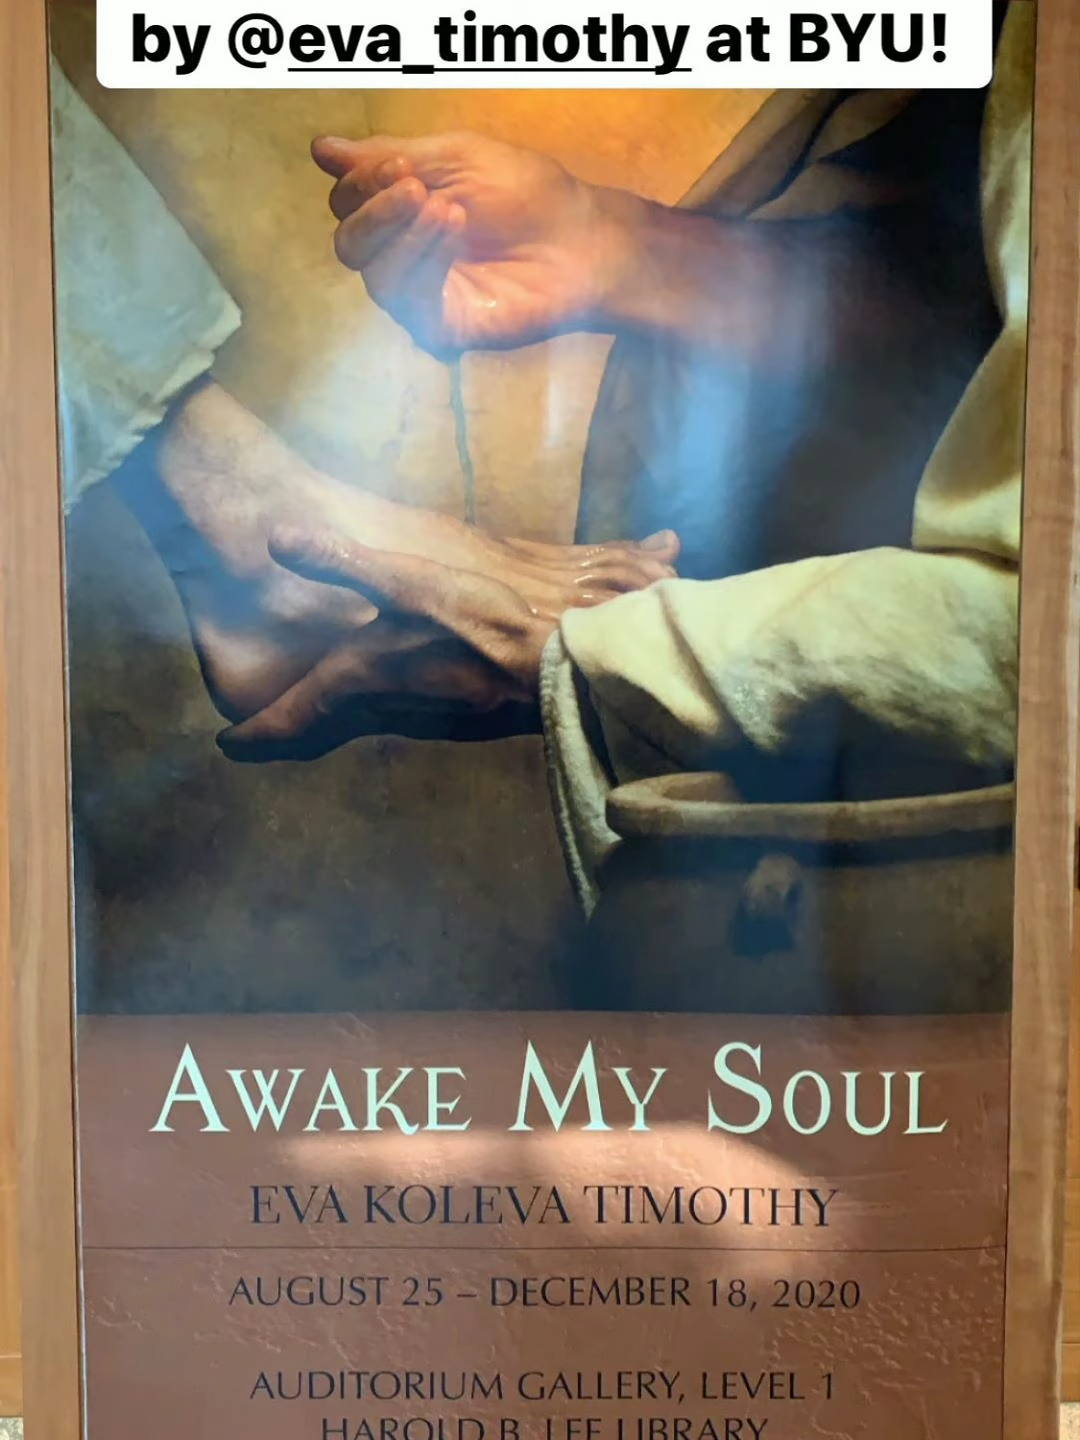 by @eva_timothy at BYU!
AWAKE MY SOUL
EVA KOLEVA TIMOTHY
AUGUST 25 – DECEMBER 18, 2020
AUDITORIUM GALLERY, LEVEL 1
HAROLD B. LEE LIBRARY